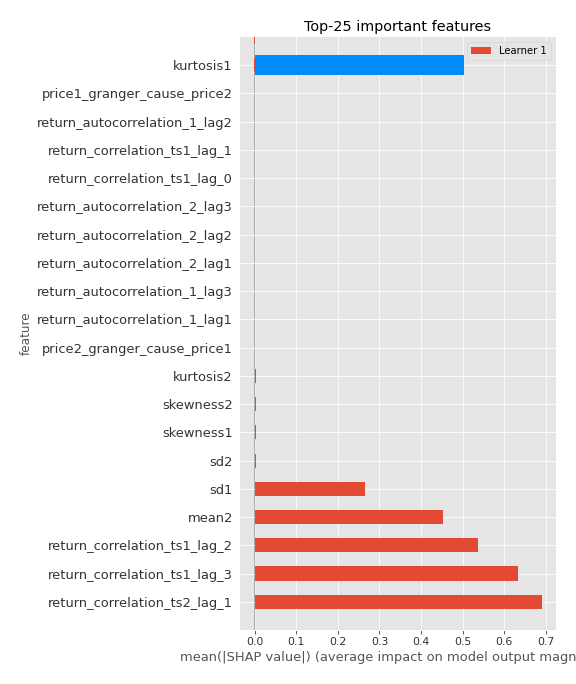 Top-25 important features
Learner 1
kurtosis1
price1_granger_cause_price2
return_autocorrelation_1_lag2
return_correlation_ts1_lag_1
return_correlation_ts1_lag_0
return_autocorrelation_2_lag3
return_autocorrelation_2_lag2
return_autocorrelation_2_lag1
return_autocorrelation_1_lag3
return_autocorrelation_1_lag1
price2_granger_cause_price1
kurtosis2
skewness2
skewness1
sd2
sd1
mean2
return_correlation_ts1_lag_2
return_correlation_ts1_lag_3
return_correlation_ts2_lag_1
feature
0.0 0.1 0.2 0.3 0.4 0.5 0.6 0.7
mean(|SHAP value|) (average impact on model output magn